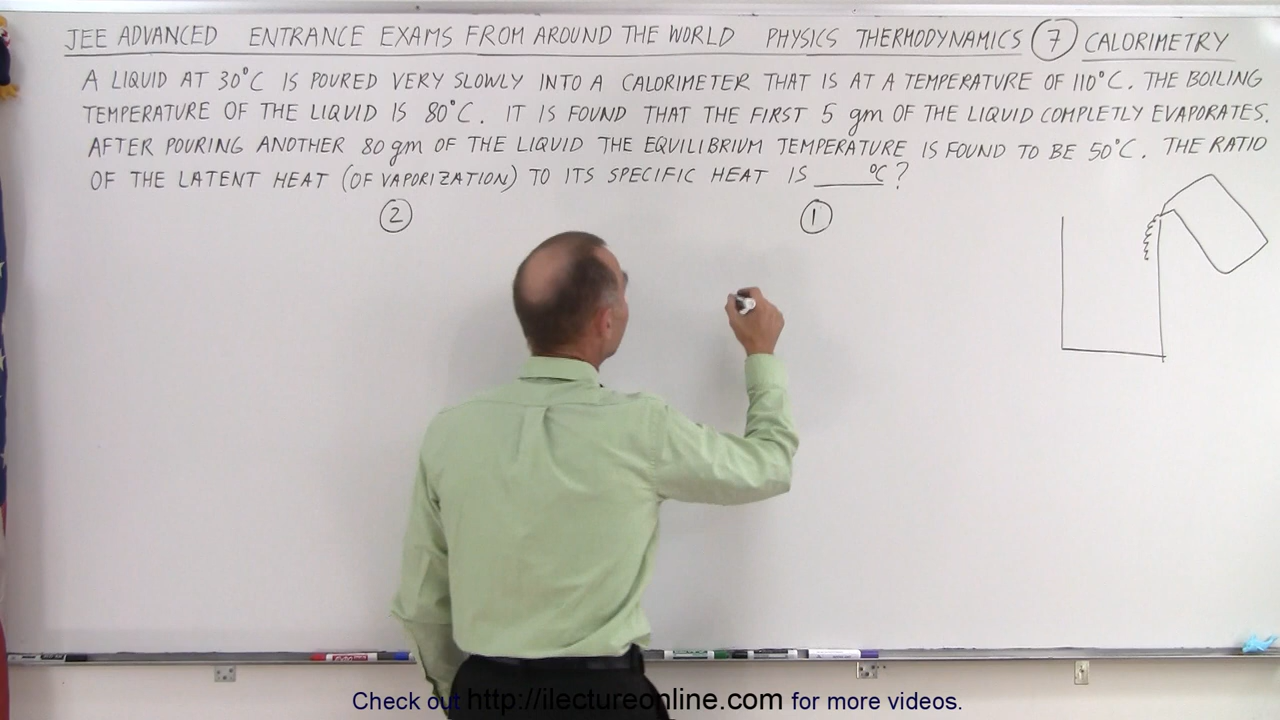 JEE ADVANCED ENTRANCE EXAMS FROM AROUND THE WORLD PHYSICS THERMODYNAMICS 7 CALORIMETRY
A LIQUID AT 30°C IS POURED VERY SLOWLY INTO A CALORIMETER THAT IS AT A TEMPERATURE OF 110°C. THE BOILING
TEMPERATURE OF THE LIQUID IS 80°C. IT IS FOUND THAT THE FIRST 5 gm OF THE LIQUID COMPLETLY EVAPORATES.
AFTER POURING ANOTHER 80 gm OF THE LIQUID THE EQUILIBRIUM TEMPERATURE IS FOUND TO BE 50°C. THE RATIO
OF THE LATENT HEAT (OF VAPORIZATION) TO ITS SPECIFIC HEAT IS ____°C?
2 1
Check out http://ilectureonline.com for more videos.